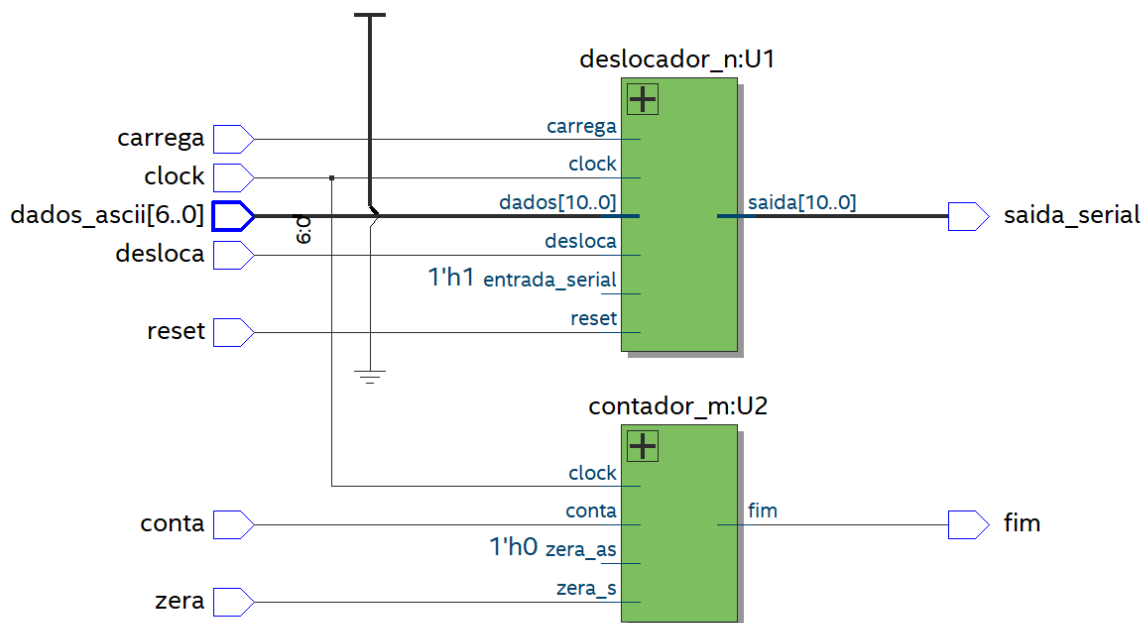 deslocador_n:U1
carrega
carrega
clock
clock
dados_ascii[6..0]
6:0
dados[10..0]
saida[10..0]
saida_serial
desloca
desloca
1'h1 entrada_serial
reset
reset
contador_m:U2
clock
conta
conta
fim
fim
1'h0 zera_as
zera
zera_s